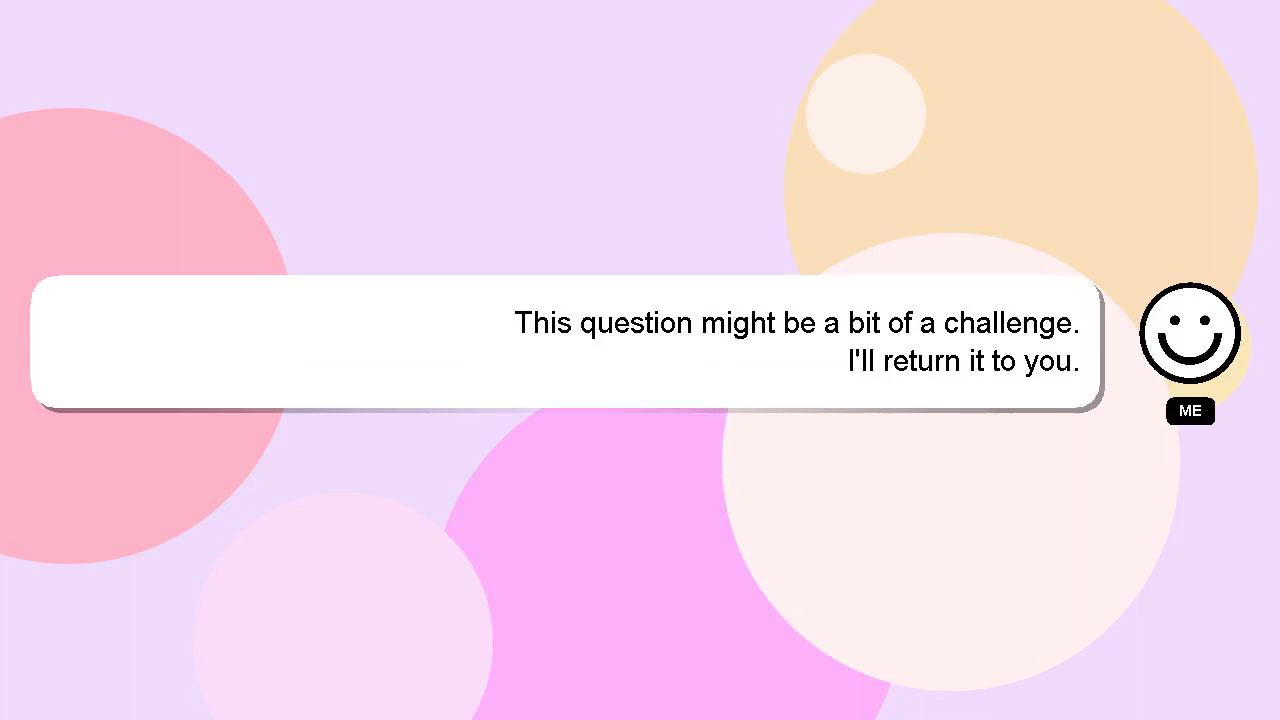 This question might be a bit of a challenge.
I'll return it to you.
ME